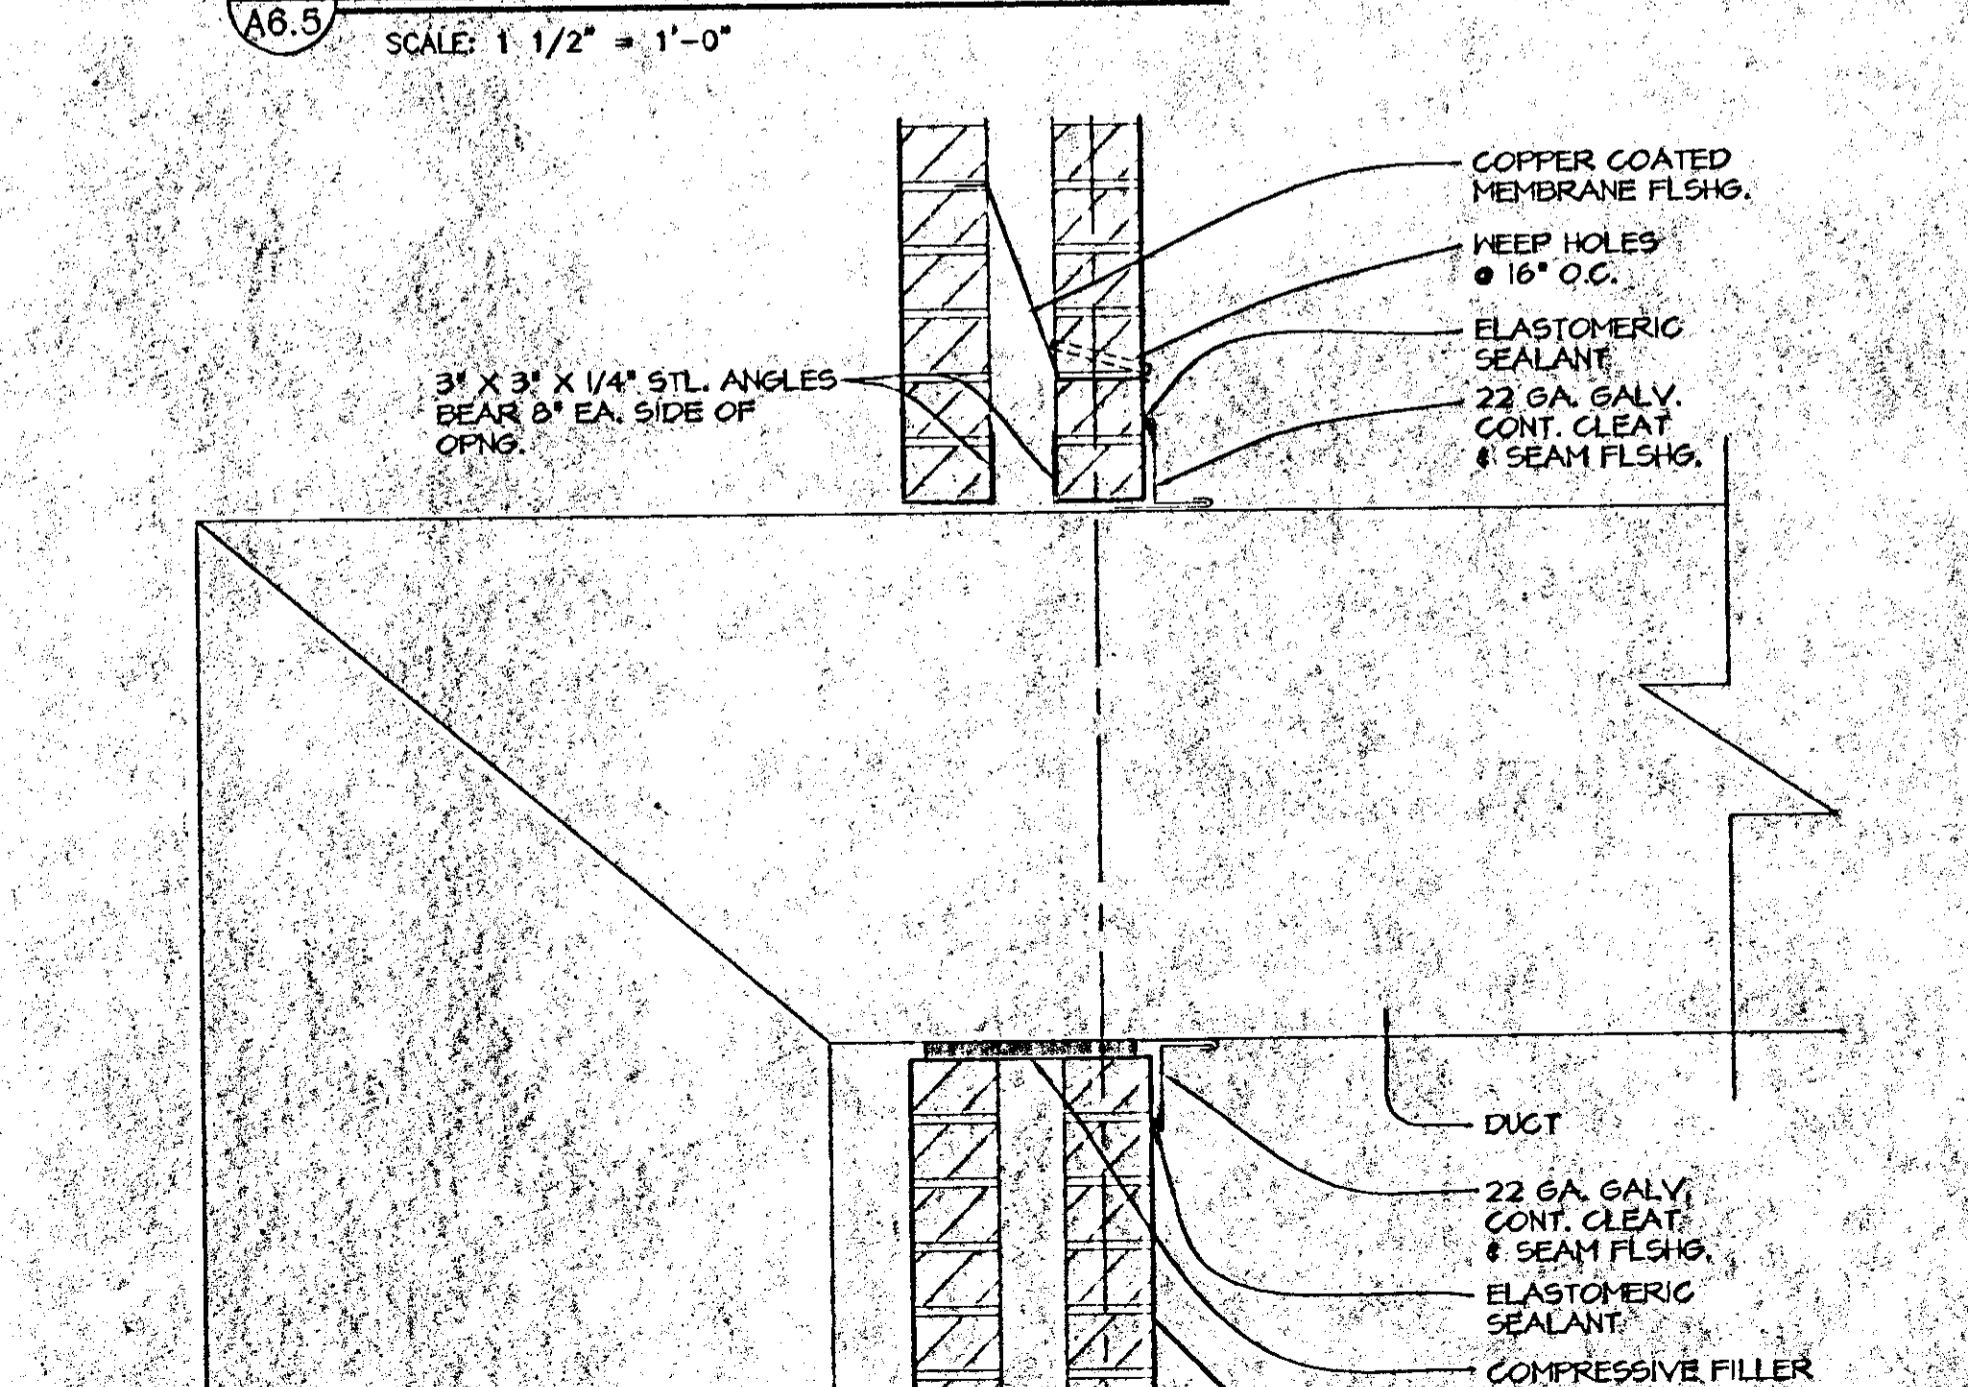 A6.5
SCALE: 1 1/2" = 1'-0"
COPPER COATED
MEMBRANE FLSHG.
WEEP HOLES
@ 16" O.C.
ELASTOMERIC
SEALANT
3" X 3" X 1/4" STL. ANGLES
BEAR 8" EA. SIDE OF
OPNG.
22 GA. GALV.
CONT. CLEAT
& SEAM FLSHG.
DUCT
22 GA. GALV.
CONT. CLEAT
& SEAM FLSHG.
ELASTOMERIC
SEALANT
COMPRESSIVE FILLER